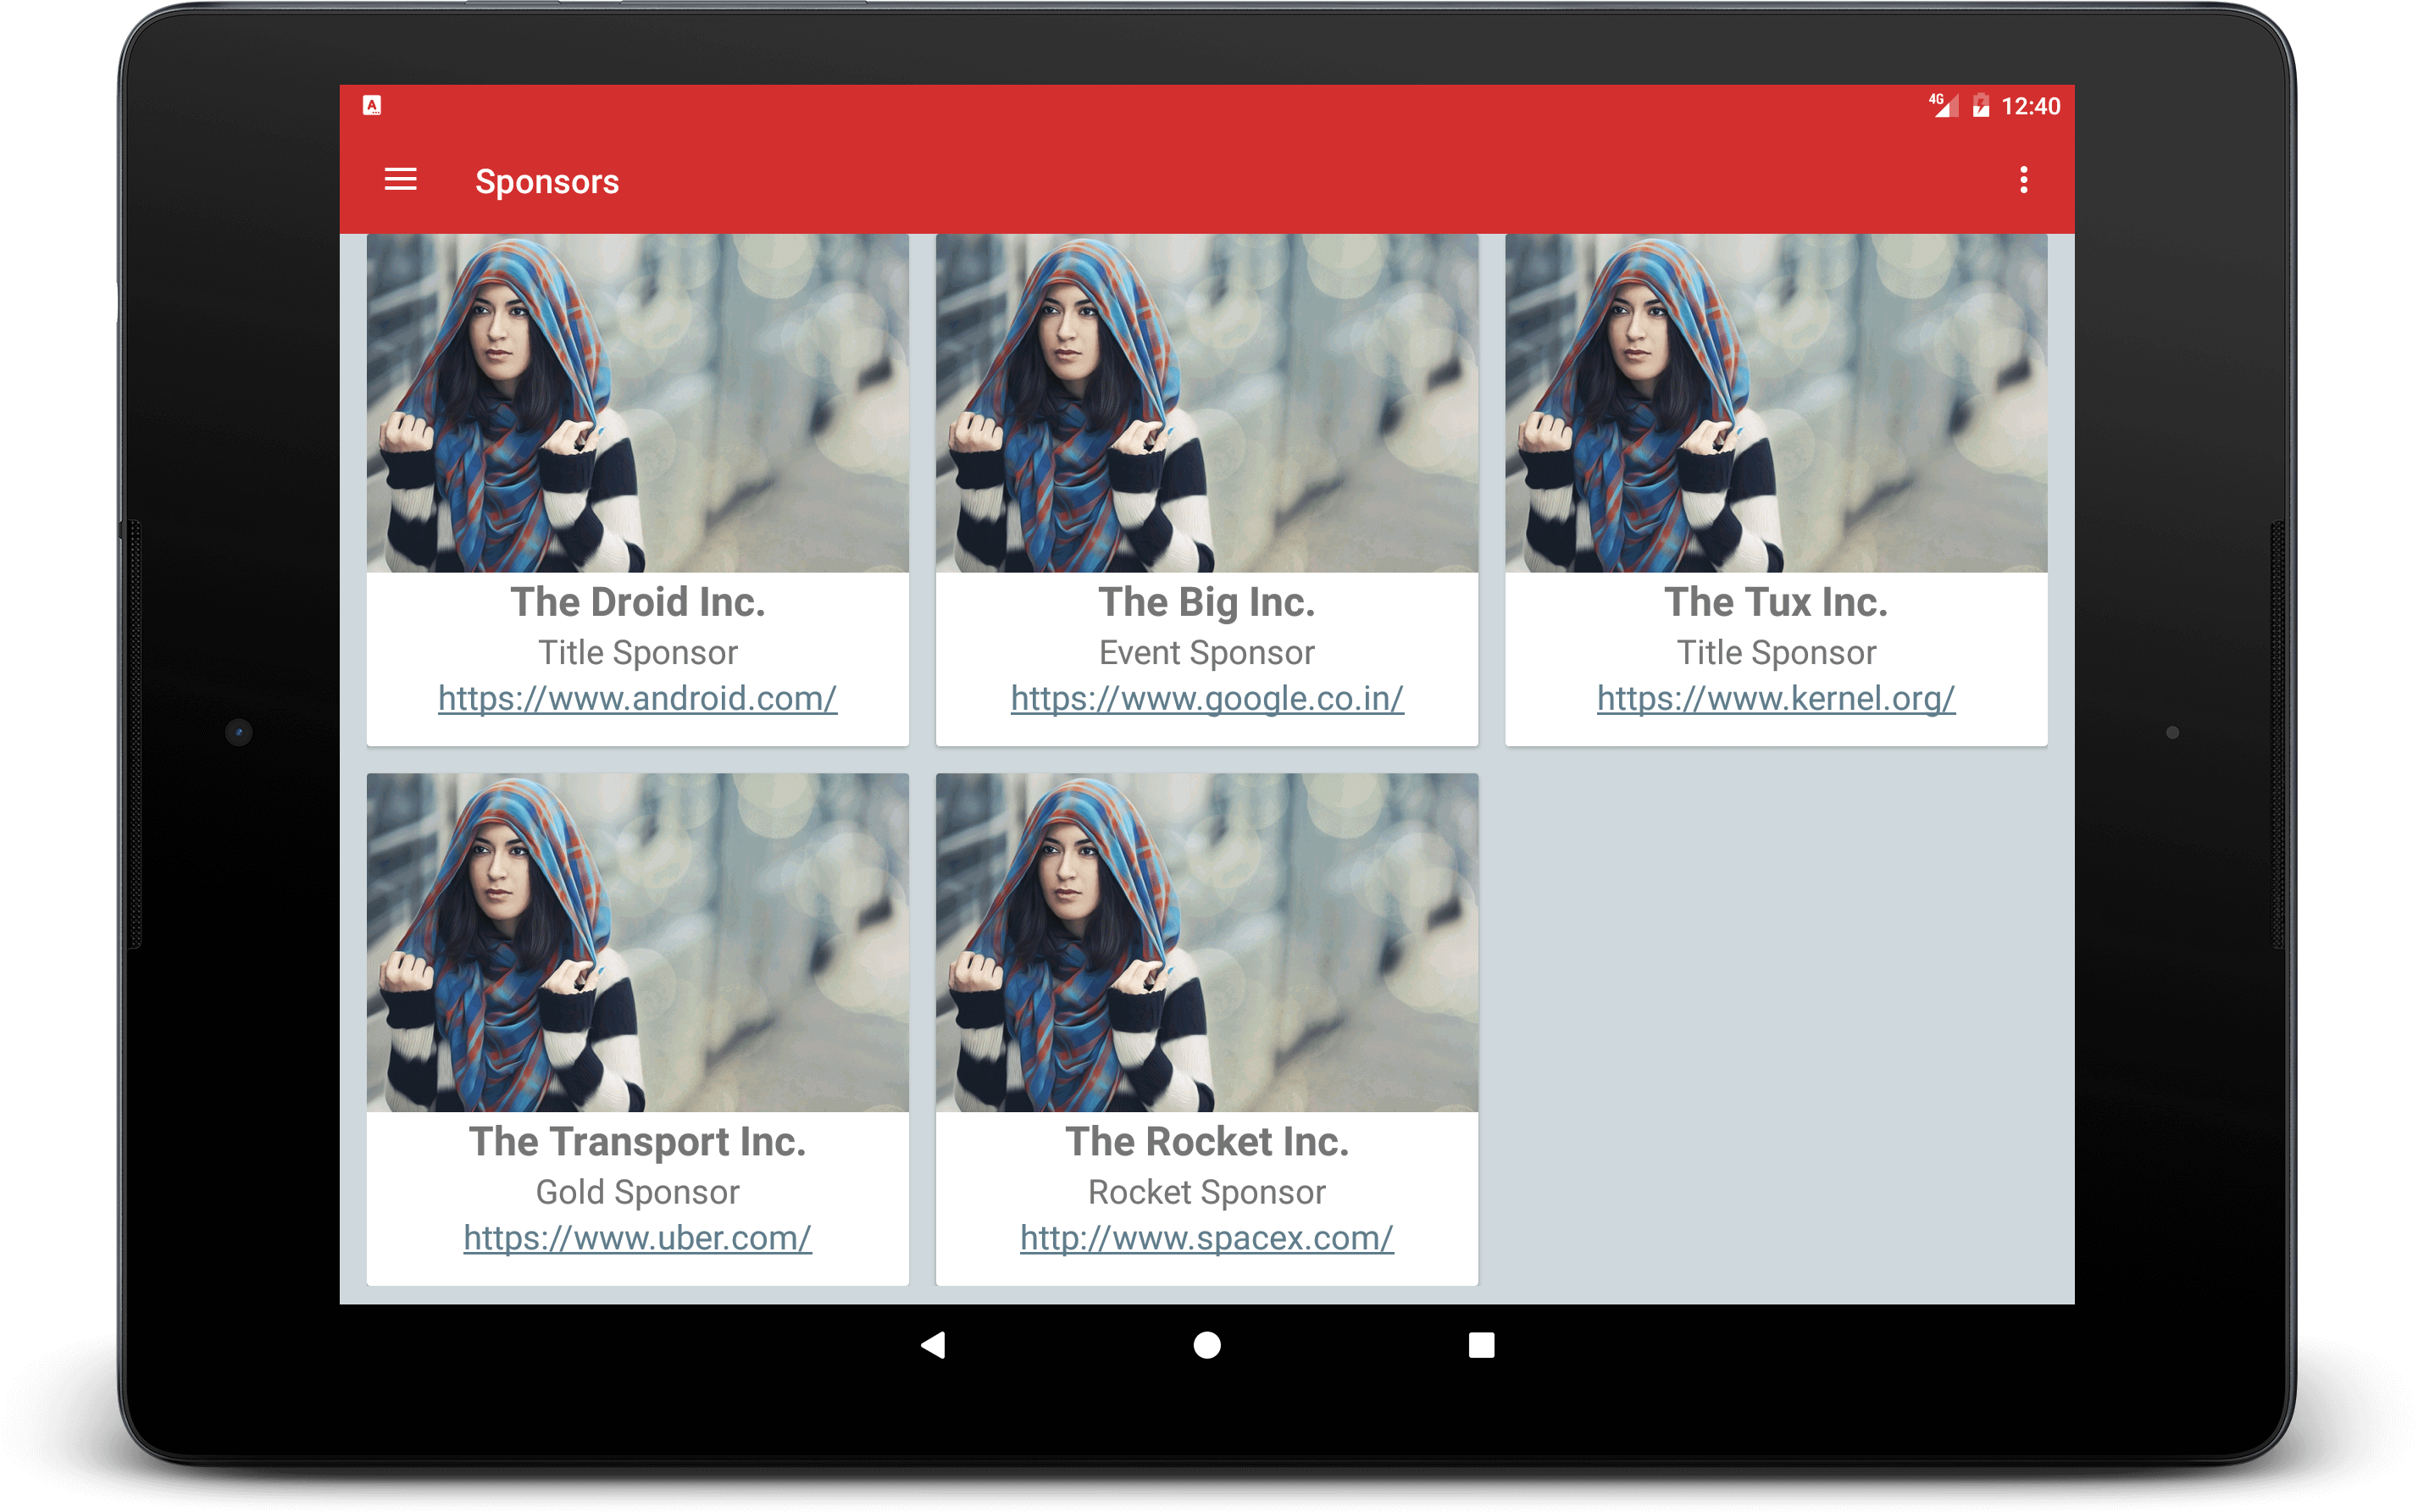 A
4G
12:40
Sponsors
The Droid Inc.
Title Sponsor
https://www.android.com/
The Big Inc.
Event Sponsor
https://www.google.co.in/
The Tux Inc.
Title Sponsor
https://www.kernel.org/
The Transport Inc.
Gold Sponsor
https://www.uber.com/
The Rocket Inc.
Rocket Sponsor
http://www.spacex.com/